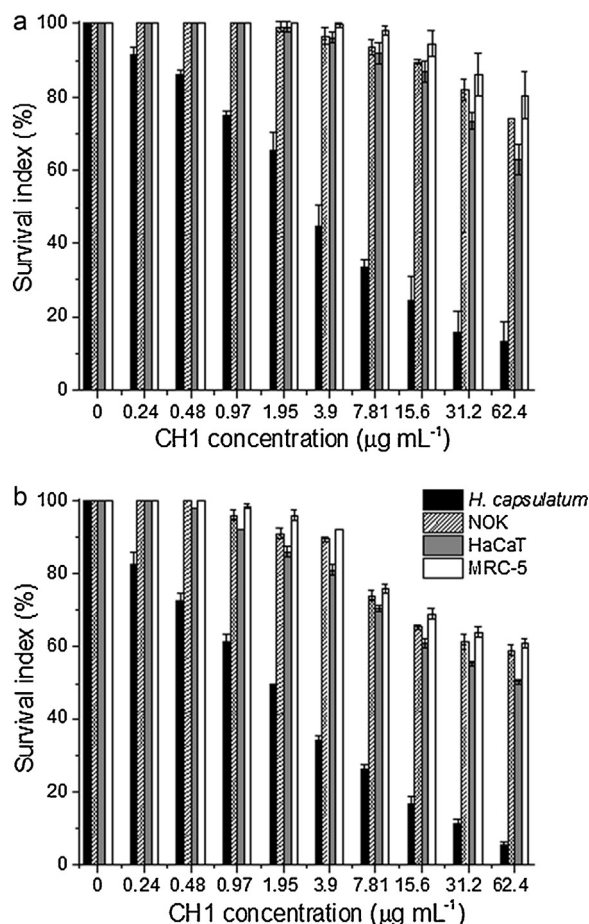 a
100
80
60
40
20
0
Survival index (%)
0 0.24 0.48 0.97 1.95 3.9 7.81 15.6 31.2 62.4
CH1 concentration (μg mL⁻¹)
b
100
80
60
40
20
0
Survival index (%)
H. capsulatum
NOK
HaCaT
MRC-5
0 0.24 0.48 0.97 1.95 3.9 7.81 15.6 31.2 62.4
CH1 concentration (μg mL⁻¹)